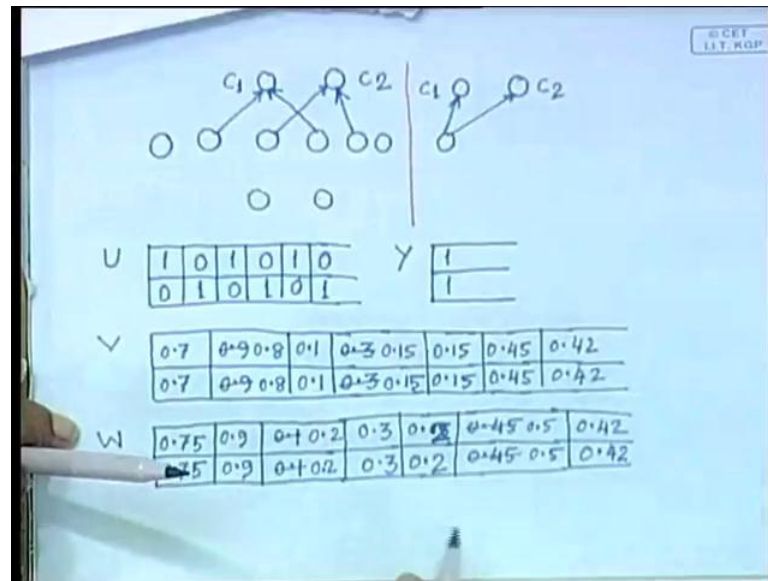 © CET
I.I.T. KGP
C1 C2 C1 C2
U 1 0 1 0 1 0 Y 1
0 1 0 1 0 1 1
V 0.7 0.9 0.8 0.1 0.3 0.15 0.15 0.45 0.42
0.7 0.9 0.8 0.1 0.3 0.15 0.15 0.45 0.42
W 0.75 0.9 0.1 0.2 0.3 0.45 0.5 0.42
0.9 0.1 0.2 0.3 0.2 0.45 0.5 0.42